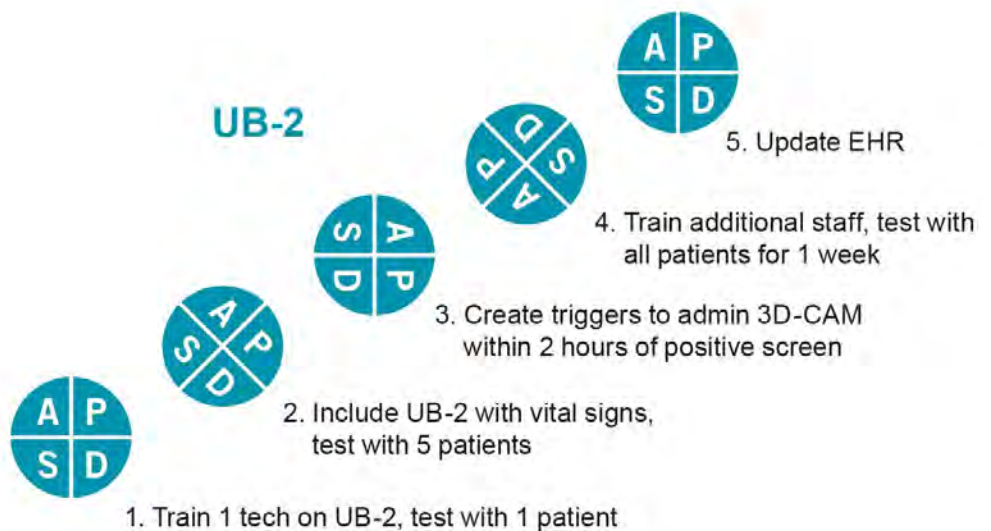 A P
S D
5. Update EHR
UB-2
A P
S D
4. Train additional staff, test with
all patients for 1 week
A P
S D
3. Create triggers to admin 3D-CAM
within 2 hours of positive screen
A P
S D
2. Include UB-2 with vital signs,
test with 5 patients
A P
S D
1. Train 1 tech on UB-2, test with 1 patient